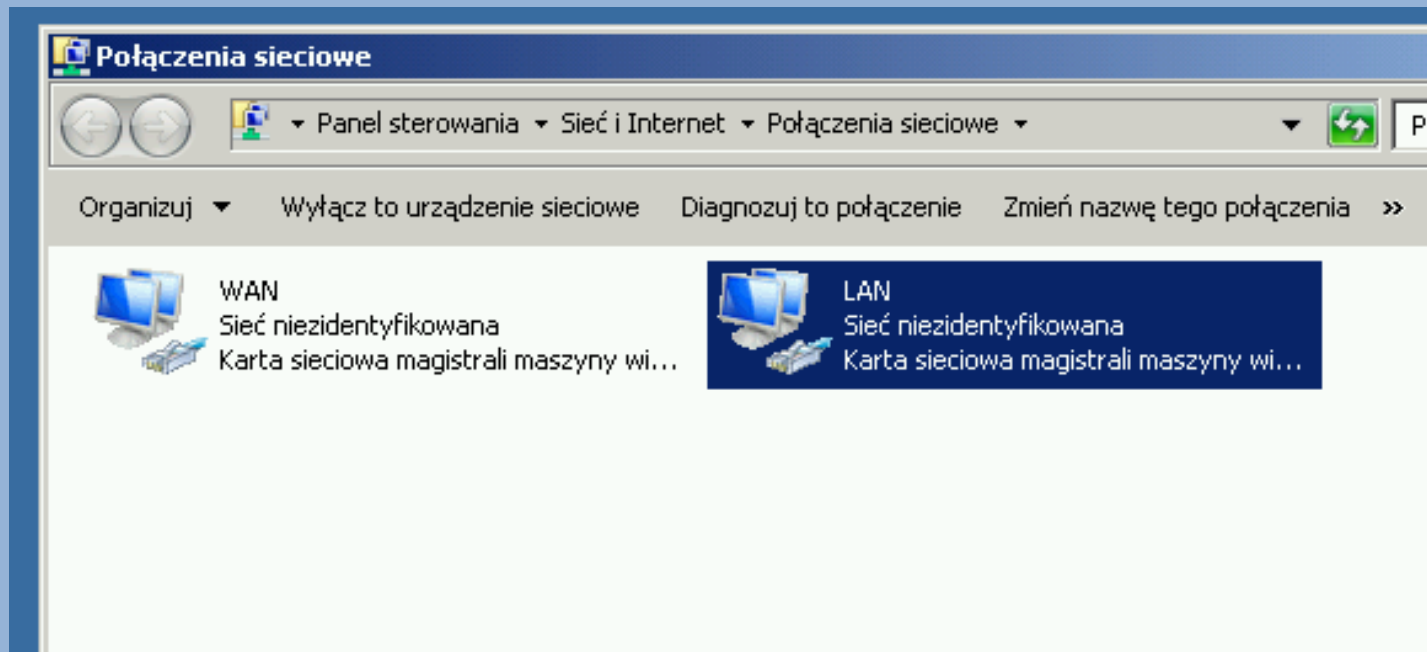 Połączenia sieciowe
Panel sterowania Sieć i Internet Połączenia sieciowe P
Organizuj Wyłącz to urządzenie sieciowe Diagnozuj to połączenie Zmień nazwę tego połączenia »
WAN
Sieć niezidentyfikowana
Karta sieciowa magistrali maszyny wi...
LAN
Sieć niezidentyfikowana
Karta sieciowa magistrali maszyny wi...